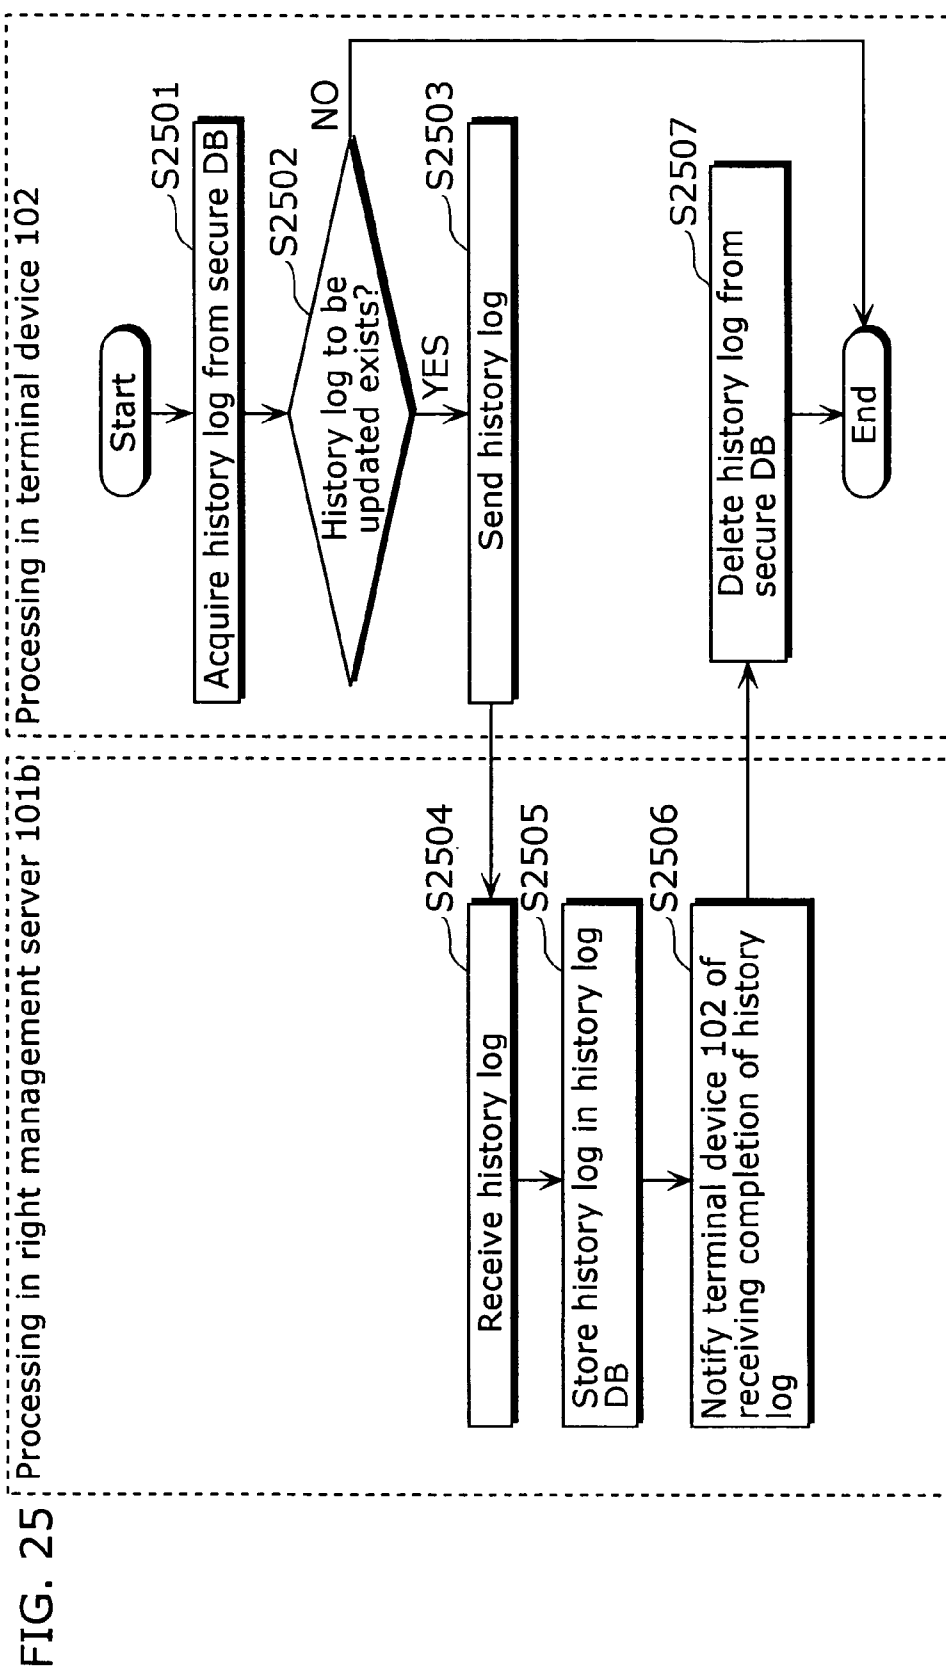 FIG. 25
Processing in right management server 101b
Processing in terminal device 102
Start
S2501
Acquire history log from secure DB
S2502
History log to be
updated exists?
NO
YES
S2503
Send history log
S2504
Receive history log
S2505
Store history log in history log
DB
S2506
Notify terminal device 102 of
receiving completion of history
log
S2507
Delete history log from
secure DB
End